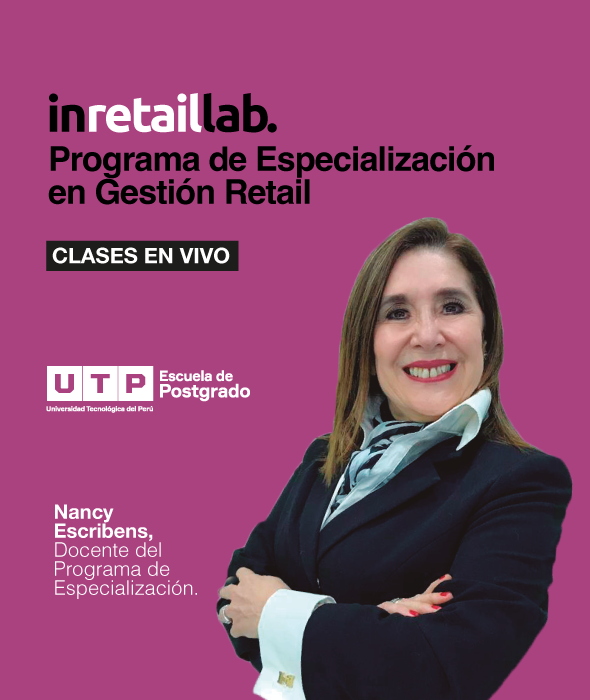 inretaillab.
Programa de Especialización
en Gestión Retail
CLASES EN VIVO
UTP Escuela de
Postgrado
Universidad Tecnológica del Perú
Nancy
Escribens,
Docente del
Programa de
Especialización.